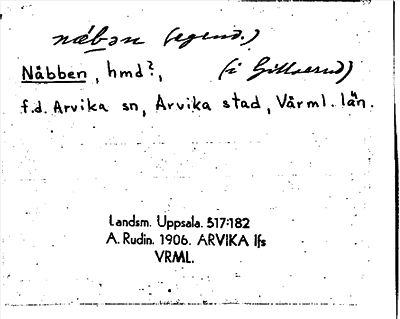 nǻbən (egend.)
Nåbben, hmd?, (i Gillserud)
f.d. Arvika sn, Arvika stad, Värml. län.
Landsm. Uppsala. 517:182
A. Rudin. 1906. ARVIKA lfs
VRML.